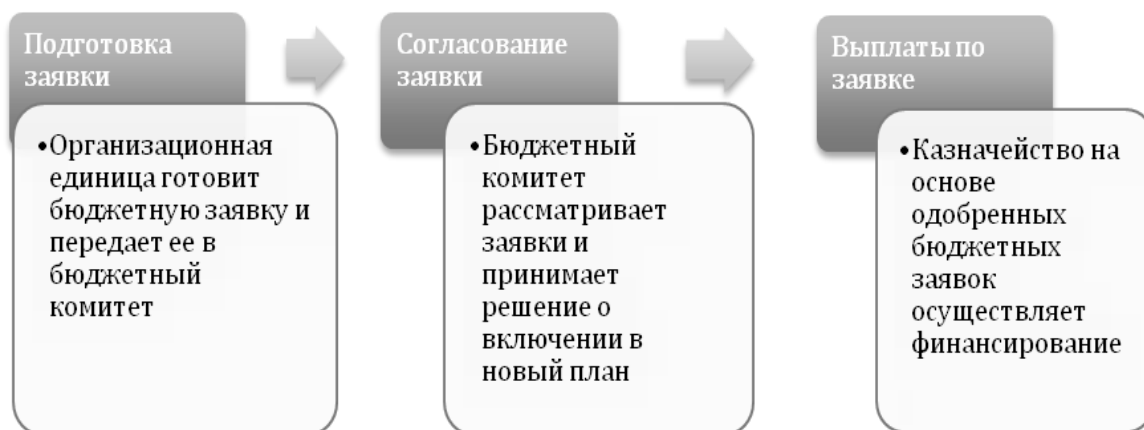 Подготовка
заявки
•Организационная
единица готовит
бюджетную заявку и
передает ее в
бюджетный
комитет
Согласование
заявки
•Бюджетный
комитет
рассматривает
заявки и
принимает
решение о
включении в
новый план
Выплаты по
заявке
•Казначейство на
основе
одобренных
бюджетных
заявок
осуществляет
финансирование